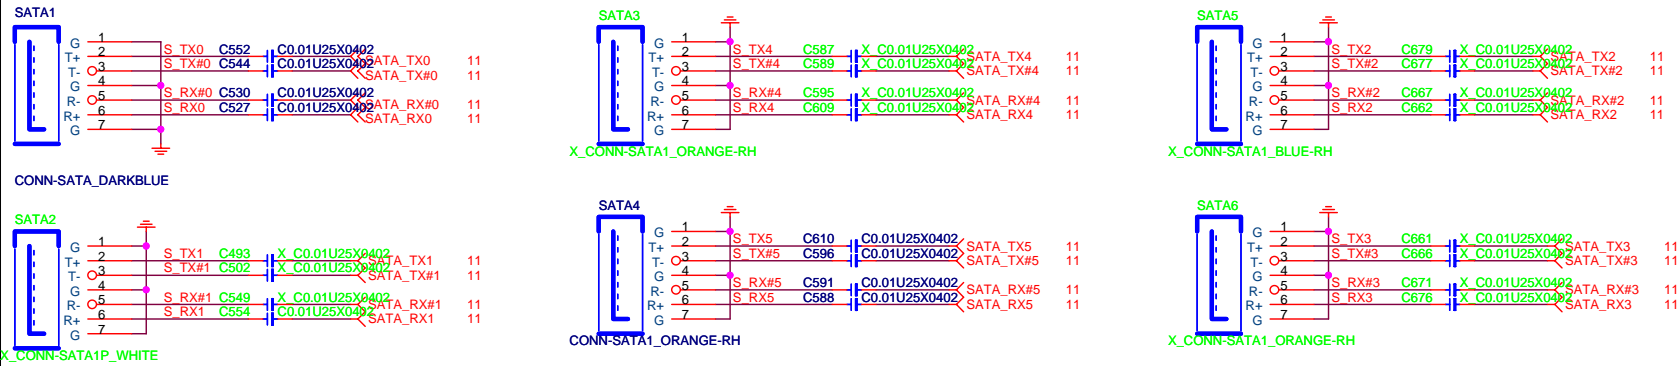 SATA1
G 1
T+ 2 S_TX0 C552 C0.01U25X0402 SATA_TX0 11
T- 3 S_TX#0 C544 C0.01U25X0402 SATA_TX#0 11
G 4
R- 5 S_RX#0 C530 C0.01U25X0402 SATA_RX#0 11
R+ 6 S_RX0 C527 C0.01U25X0402 SATA_RX0 11
G 7
CONN-SATA_DARKBLUE
SATA3
G 1
T+ 2 S_TX4 C587 X_C0.01U25X0402 SATA_TX4 11
T- 3 S_TX#4 C589 X_C0.01U25X0402 SATA_TX#4 11
G 4
R- 5 S_RX#4 C595 X_C0.01U25X0402 SATA_RX#4 11
R+ 6 S_RX4 C609 X_C0.01U25X0402 SATA_RX4 11
G 7
X_CONN-SATA1_ORANGE-RH
SATA5
G 1
T+ 2 S_TX2 C679 X_C0.01U25X0402 SATA_TX2 11
T- 3 S_TX#2 C677 X_C0.01U25X0402 SATA_TX#2 11
G 4
R- 5 S_RX#2 C667 X_C0.01U25X0402 SATA_RX#2 11
R+ 6 S_RX2 C662 X_C0.01U25X0402 SATA_RX2 11
G 7
X_CONN-SATA1_BLUE-RH
SATA2
G 1
T+ 2 S_TX1 C493 X_C0.01U25X0402 SATA_TX1 11
T- 3 S_TX#1 C502 X_C0.01U25X0402 SATA_TX#1 11
G 4
R- 5 S_RX#1 C549 X_C0.01U25X0402 SATA_RX#1 11
R+ 6 S_RX1 C554 X_C0.01U25X0402 SATA_RX1 11
G 7
X_CONN-SATA1P_WHITE
SATA4
G 1
T+ 2 S_TX5 C610 C0.01U25X0402 SATA_TX5 11
T- 3 S_TX#5 C596 C0.01U25X0402 SATA_TX#5 11
G 4
R- 5 S_RX#5 C591 C0.01U25X0402 SATA_RX#5 11
R+ 6 S_RX5 C588 C0.01U25X0402 SATA_RX5 11
G 7
CONN-SATA1_ORANGE-RH
SATA6
G 1
T+ 2 S_TX3 C661 X_C0.01U25X0402 SATA_TX3 11
T- 3 S_TX#3 C666 X_C0.01U25X0402 SATA_TX#3 11
G 4
R- 5 S_RX#3 C671 X_C0.01U25X0402 SATA_RX#3 11
R+ 6 S_RX3 C676 X_C0.01U25X0402 SATA_RX3 11
G 7
X_CONN-SATA1_ORANGE-RH